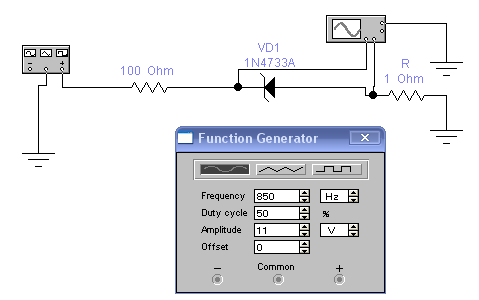 VD1
1N4733A
100 Ohm
R
1 Ohm
− +
Function Generator
Frequency 850 Hz
Duty cycle 50 %
Amplitude 11 V
Offset 0
− Common +